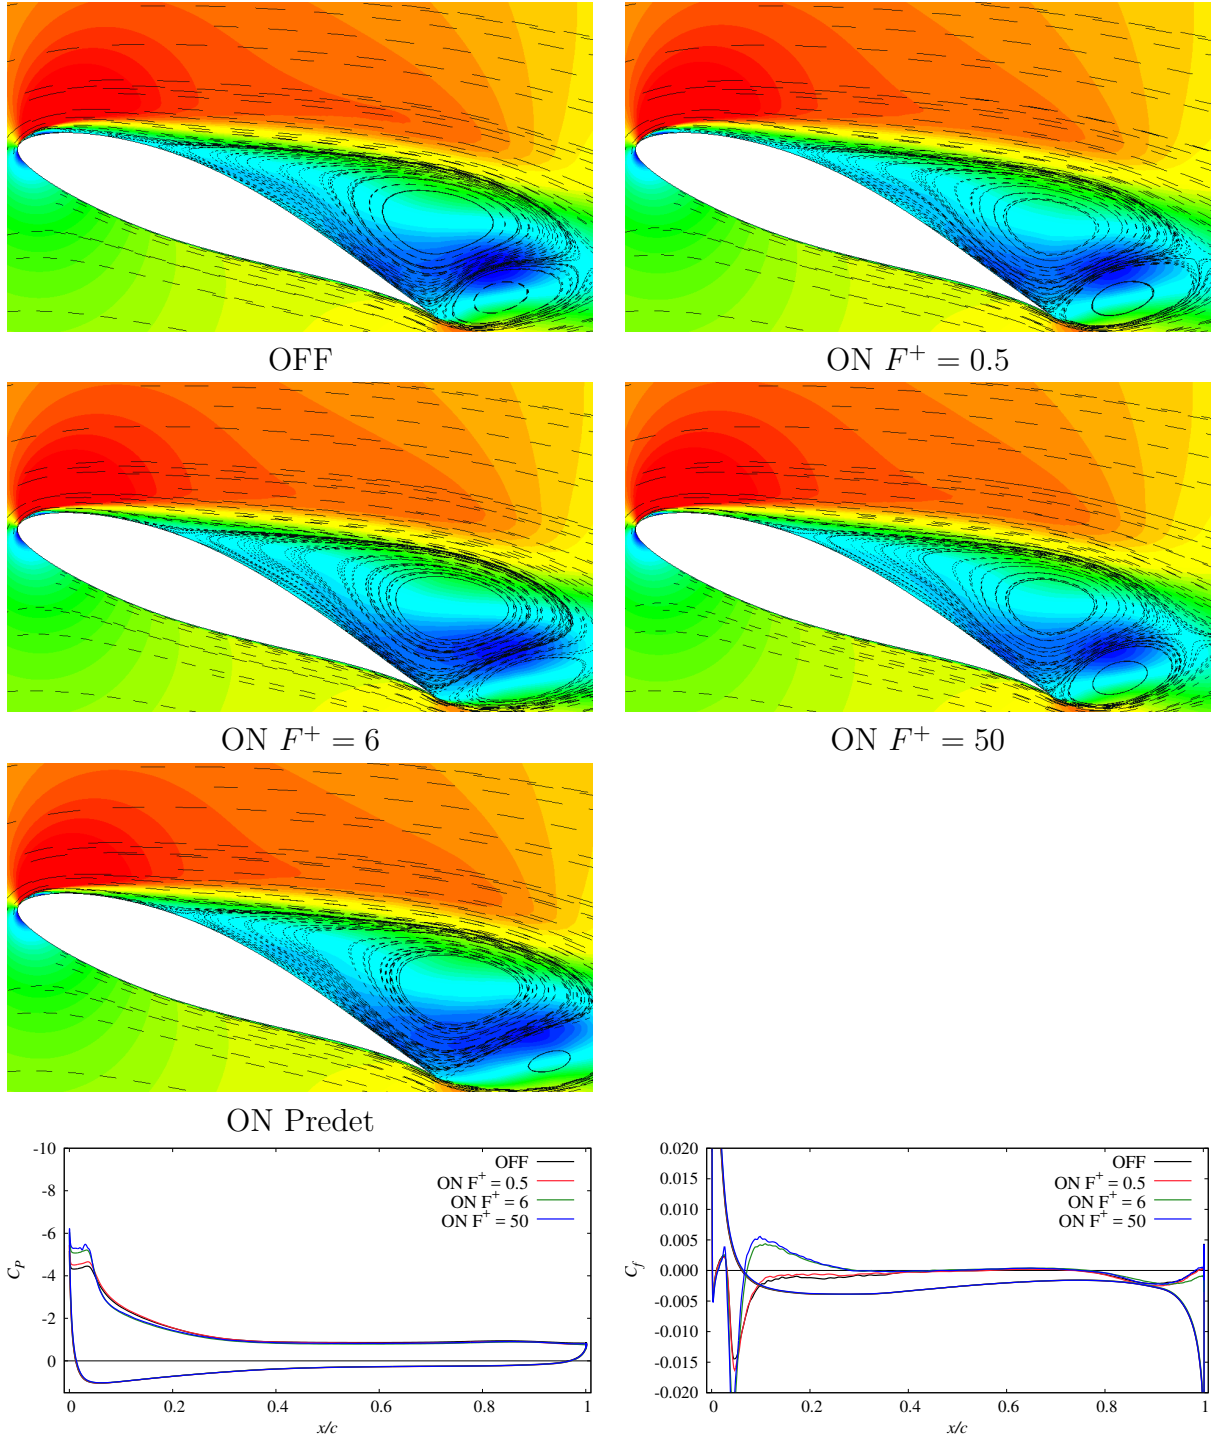 OFF
ON F⁺ = 0.5
ON F⁺ = 6
ON F⁺ = 50
ON Predet
-10
-8
-6
-4
-2
0
C_P
0
0.2
0.4
0.6
0.8
1
x/c
OFF
ON F⁺ = 0.5
ON F⁺ = 6
ON F⁺ = 50
0.020
0.015
0.010
0.005
0.000
-0.005
-0.010
-0.015
-0.020
C_f
0
0.2
0.4
0.6
0.8
1
x/c
OFF
ON F⁺ = 0.5
ON F⁺ = 6
ON F⁺ = 50